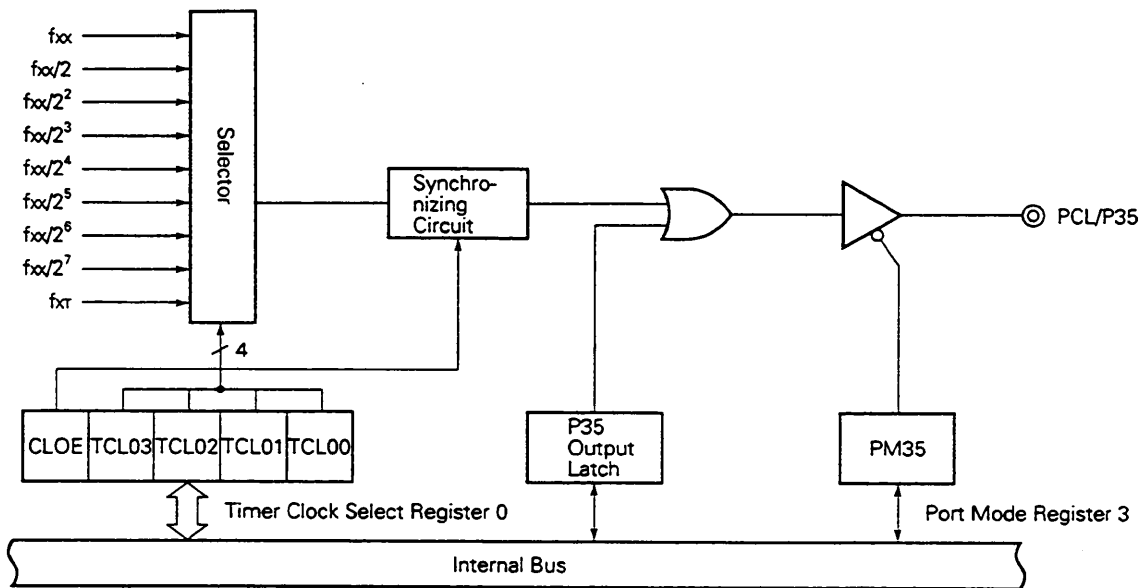 fxx
fxx/2
fxx/2²
fxx/2³
fxx/2⁴
fxx/2⁵
fxx/2⁶
fxx/2⁷
fXT
Selector
4
Synchro-
nizing
Circuit
PCL/P35
CLOE TCL03 TCL02 TCL01 TCL00
P35
Output
Latch
PM35
Timer Clock Select Register 0
Port Mode Register 3
Internal Bus